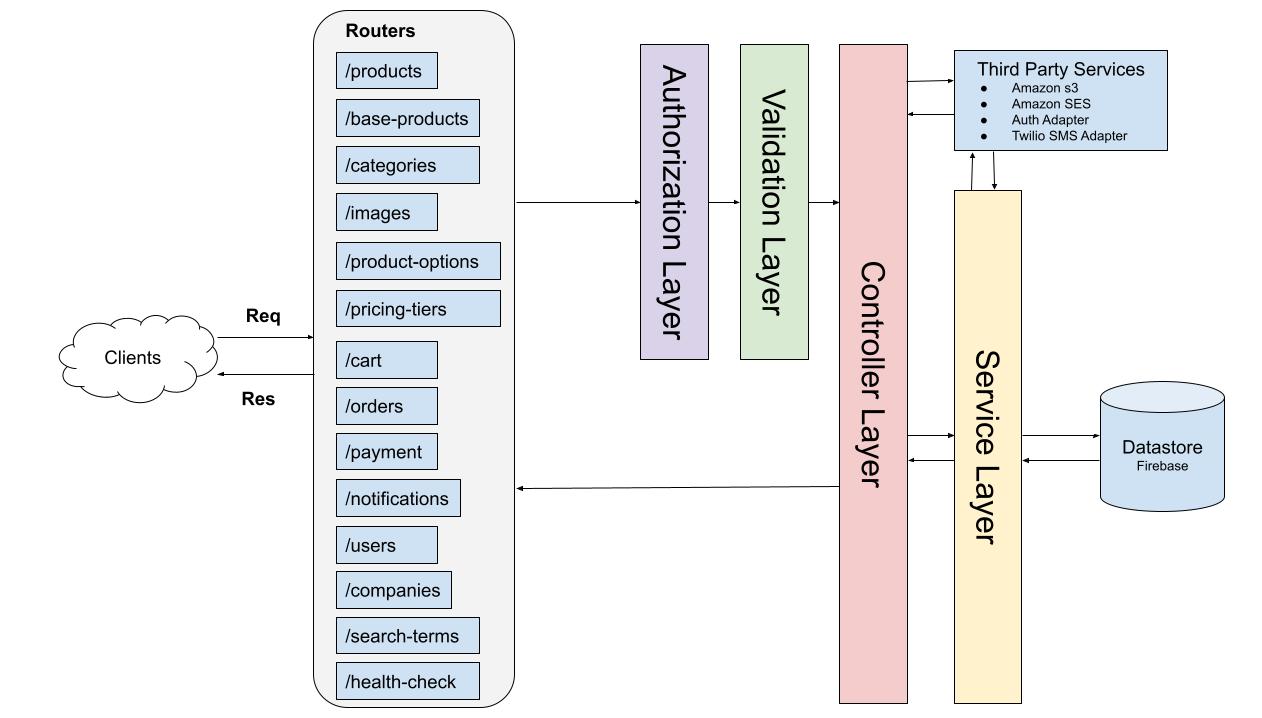 Routers
/products
/base-products
/categories
/images
/product-options
/pricing-tiers
/cart
/orders
/payment
/notifications
/users
/companies
/search-terms
/health-check
Req
Clients
Res
Authorization Layer
Validation Layer
Controller Layer
Third Party Services
● Amazon s3
● Amazon SES
● Auth Adapter
● Twilio SMS Adapter
Service Layer
Datastore
Firebase